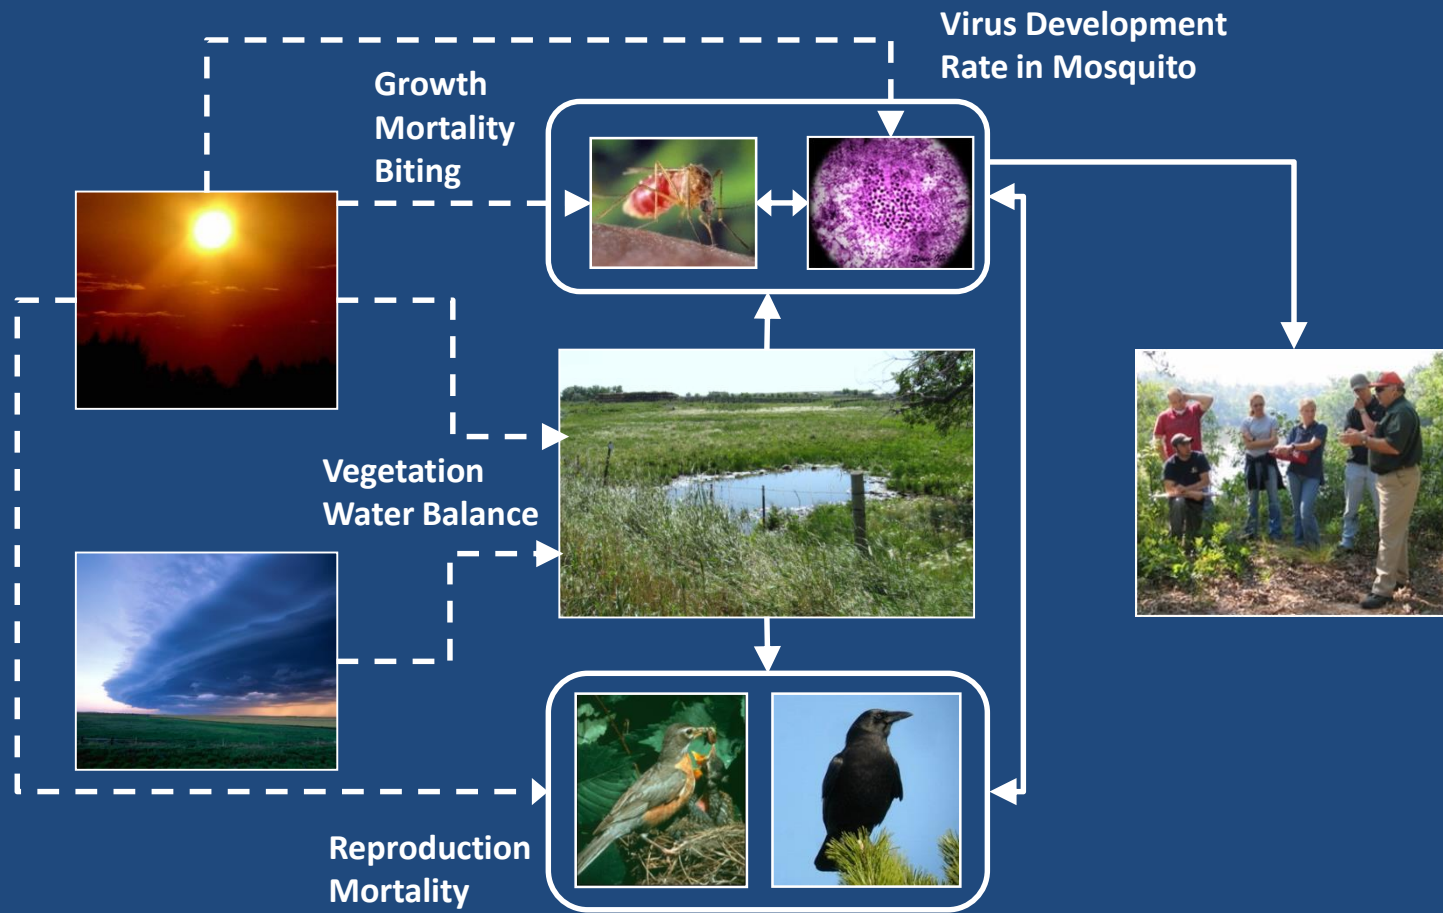 Virus Development
Rate in Mosquito
Growth
Mortality
Biting
Vegetation
Water Balance
Reproduction
Mortality